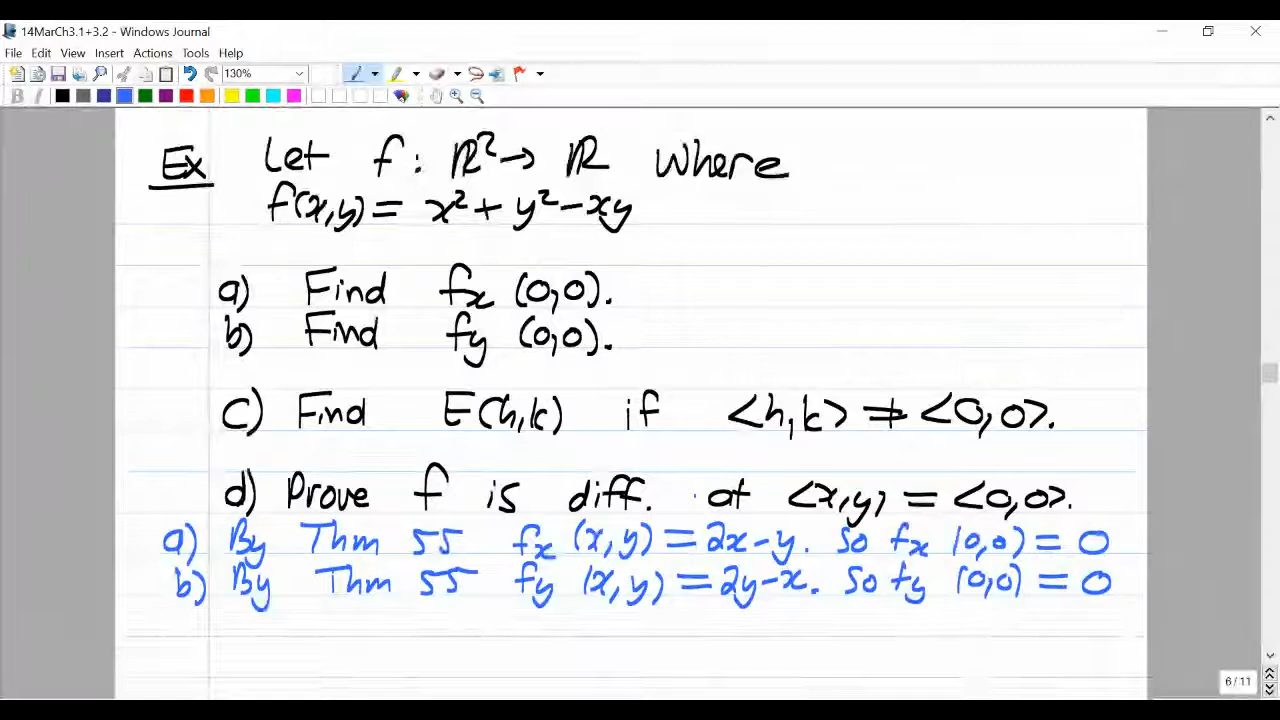 14MarCh3.1+3.2 - Windows Journal
File Edit View Insert Actions Tools Help
130%
B I
Ex Let f: ℝ² → ℝ where
f(x,y) = x² + y² - xy
a) Find fx (0,0).
b) Find fy (0,0).
c) Find E(h,k) if <h,k> ≠ <0,0>.
d) Prove f is diff. at <x,y> = <0,0>.
a) By Thm 55 fx (x,y) = 2x-y. So fx (0,0) = 0
b) By Thm 55 fy (x,y) = 2y-x. So fy (0,0) = 0
6/11